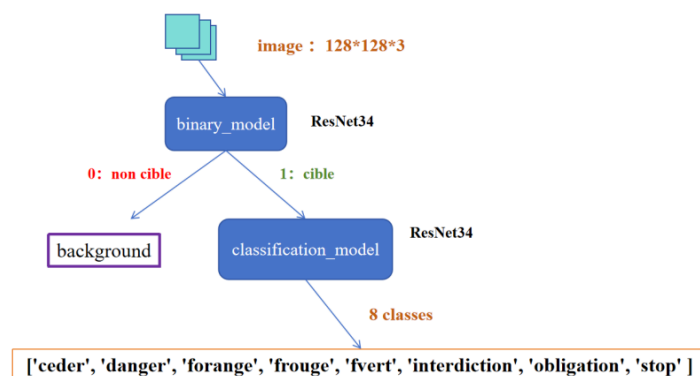 image： 128*128*3
binary_model
ResNet34
0： non cible
1： cible
background
classification_model
ResNet34
8 classes
['ceder', 'danger', 'forange', 'frouge', 'fvert', 'interdiction', 'obligation', 'stop' ]